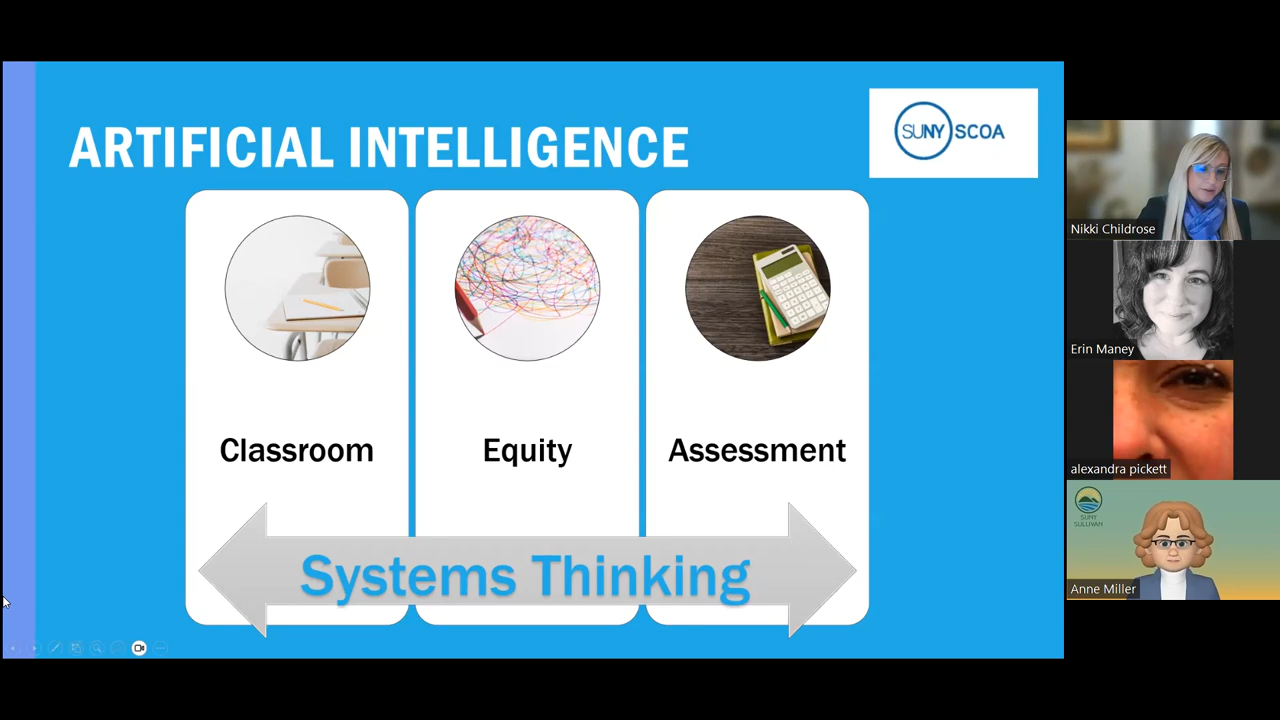 ARTIFICIAL INTELLIGENCE
SUNY SCOA
Classroom
Equity
Assessment
Systems Thinking
Nikki Childrose
Erin Maney
alexandra pickett
SUNY
SULLIVAN
Anne Miller